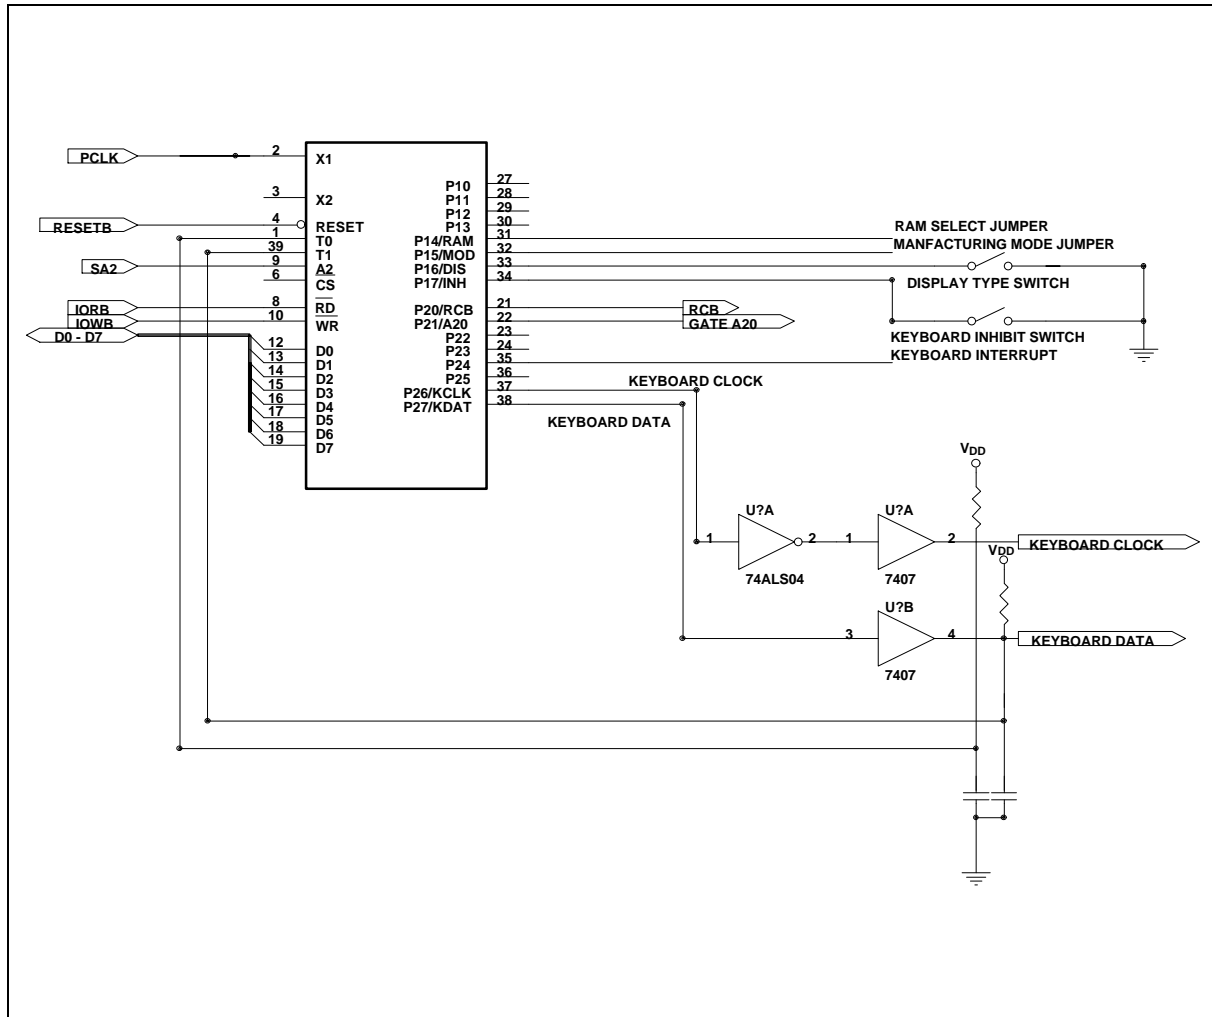 PCLK
2
X1
3
X2
RESETB
4
RESET
1
T0
39
T1
SA2
9
A2
6
CS
IORB
8
RD
IOWB
10
WR
D0 - D7
12
D0
13
D1
14
D2
15
D3
16
D4
17
D5
18
D6
19
D7
P10
27
P11
28
P12
29
P13
30
P14/RAM
31
RAM SELECT JUMPER
P15/MOD
32
MANFACTURING MODE JUMPER
P16/DIS
33
P17/INH
34
DISPLAY TYPE SWITCH
P20/RCB
21
RCB
P21/A20
22
GATE A20
P22
23
P23
24
KEYBOARD INHIBIT SWITCH
P24
35
KEYBOARD INTERRUPT
P25
36
P26/KCLK
37
KEYBOARD CLOCK
P27/KDAT
38
KEYBOARD DATA
VDD
U?A
U?A
1
2
1
2
KEYBOARD CLOCK
74ALS04
7407
VDD
U?B
3
4
KEYBOARD DATA
7407